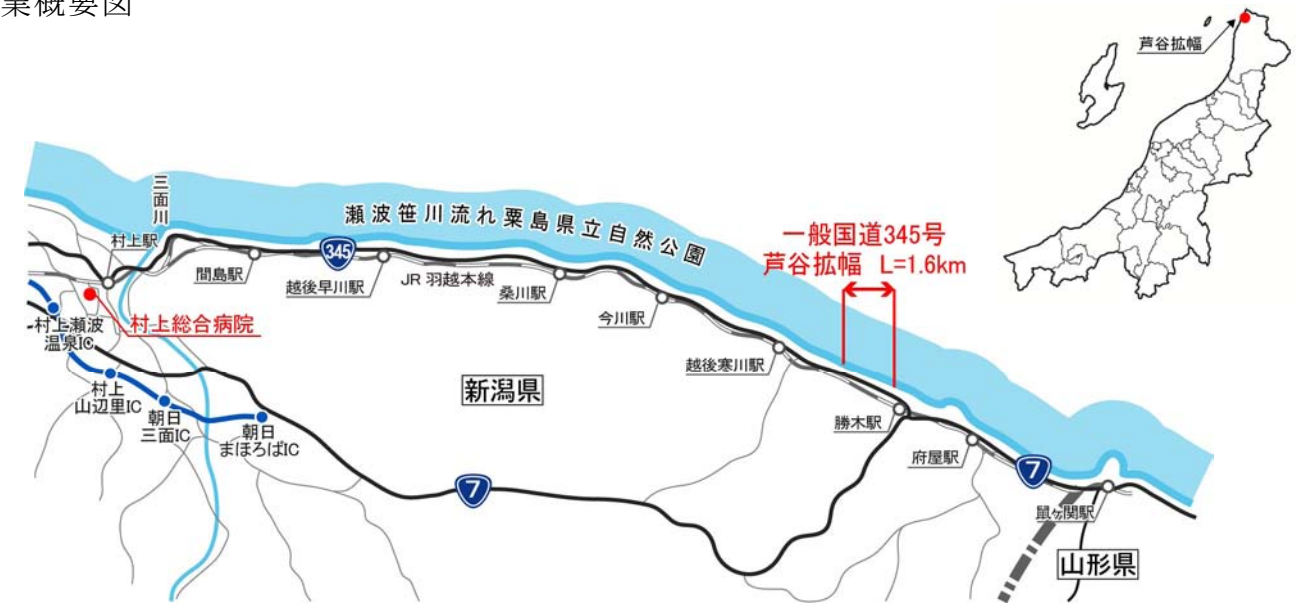 業概要図
芦谷拡幅
三面川
村上駅
瀬波笹川流れ粟島県立自然公園
345
間島駅
越後早川駅
JR 羽越本線
桑川駅
今川駅
一般国道345号
芦谷拡幅 L=1.6km
越後寒川駅
勝木駅
府屋駅
7
鼠ヶ関駅
山形県
村上総合病院
村上瀬波
温泉IC
村上
山辺里IC
朝日
三面IC
朝日
まほろばIC
新潟県
7